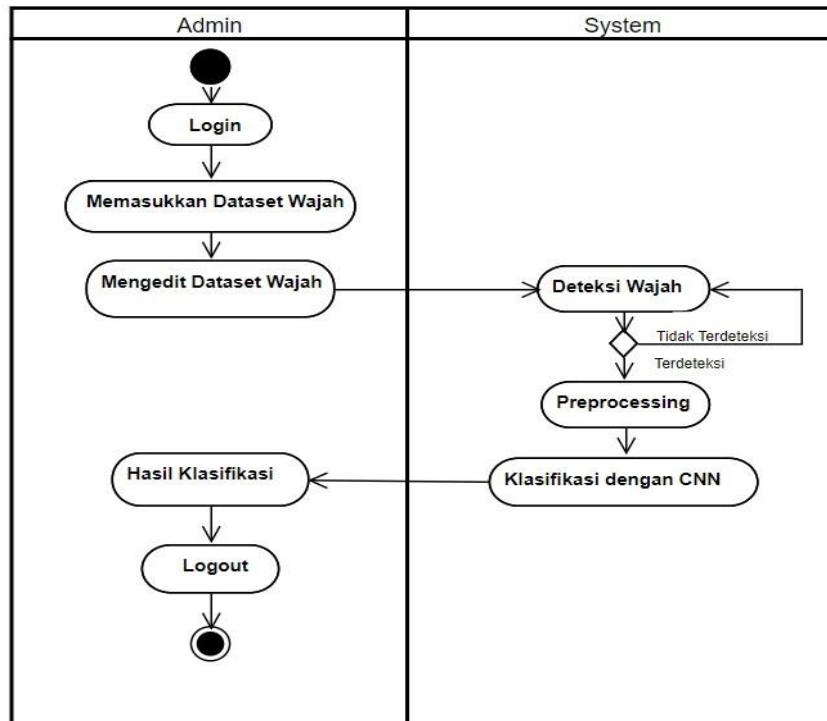 Admin
System
Login
Memasukkan Dataset Wajah
Mengedit Dataset Wajah
Deteksi Wajah
Tidak Terdeteksi
Terdeteksi
Preprocessing
Klasifikasi dengan CNN
Hasil Klasifikasi
Logout